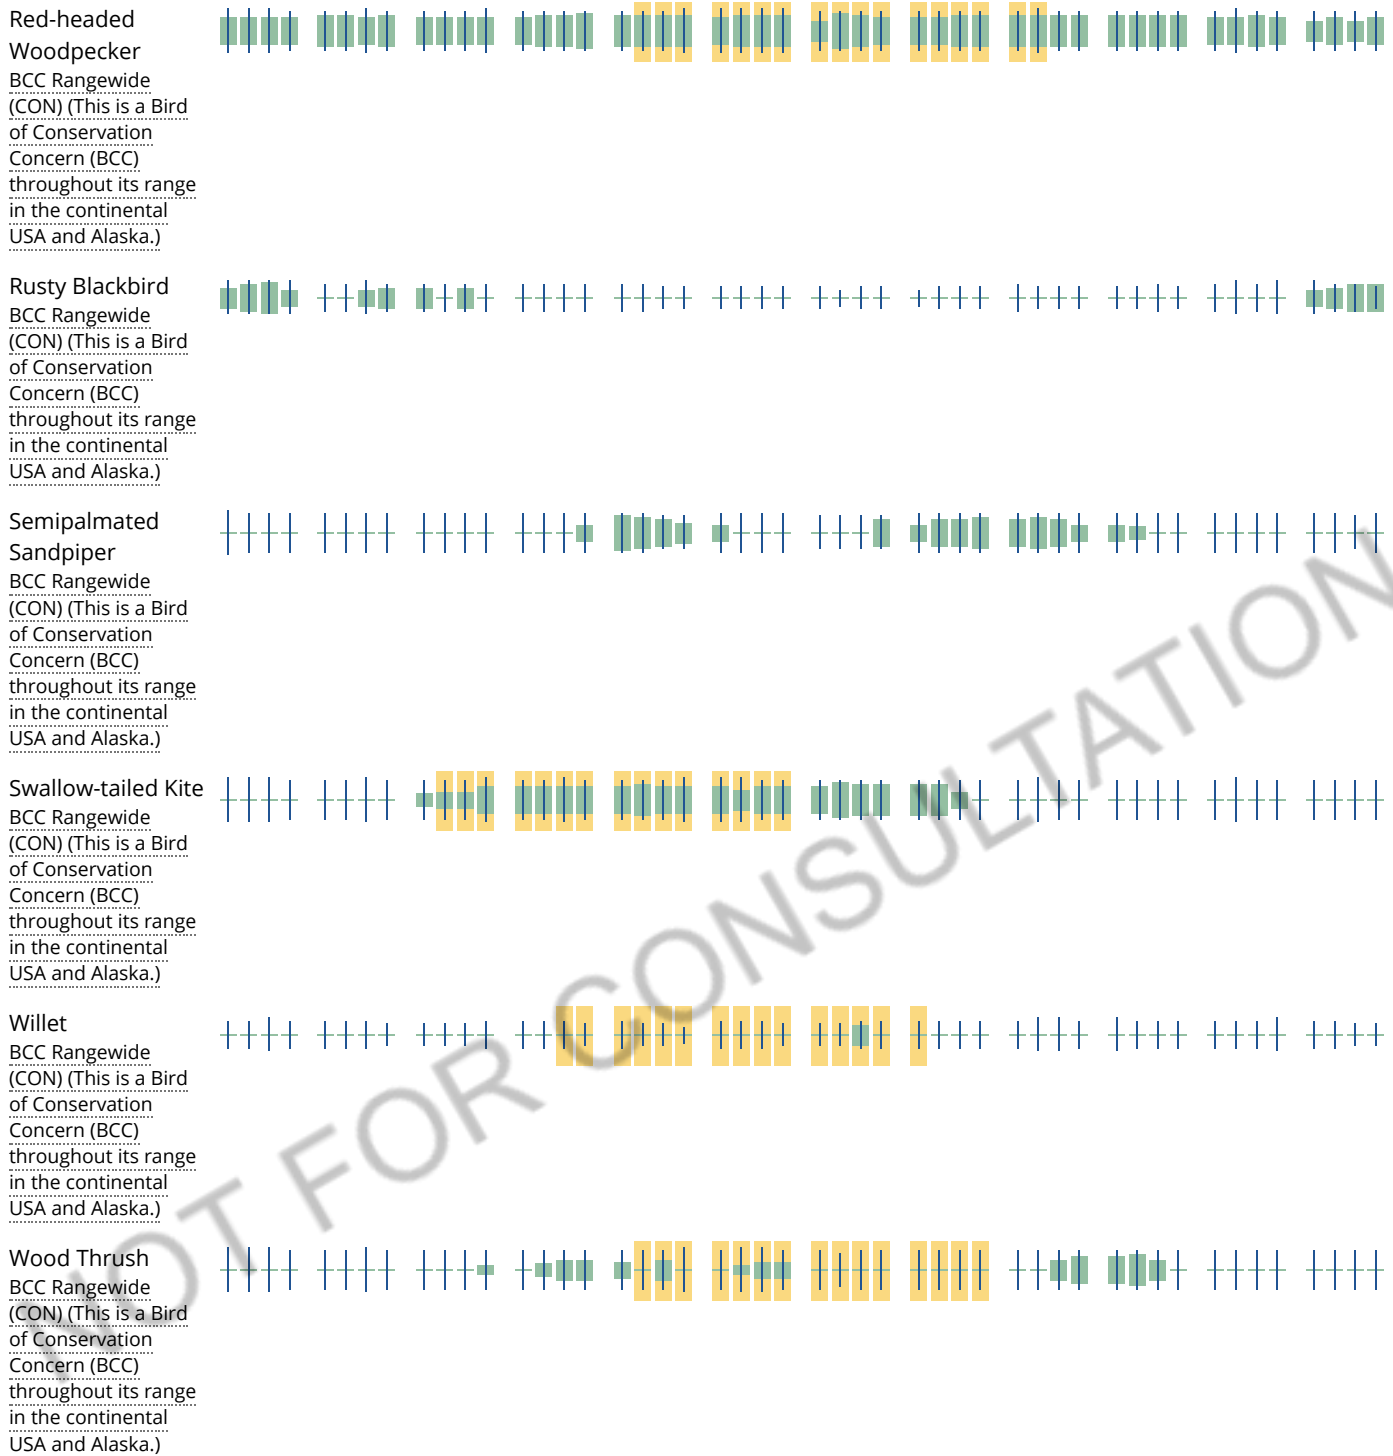 Red-headed
Woodpecker
BCC Rangewide
(CON) (This is a Bird
of Conservation
Concern (BCC)
throughout its range
in the continental
USA and Alaska.)
Rusty Blackbird
BCC Rangewide
(CON) (This is a Bird
of Conservation
Concern (BCC)
throughout its range
in the continental
USA and Alaska.)
Semipalmated
Sandpiper
BCC Rangewide
(CON) (This is a Bird
of Conservation
Concern (BCC)
throughout its range
in the continental
USA and Alaska.)
Swallow-tailed Kite
BCC Rangewide
(CON) (This is a Bird
of Conservation
Concern (BCC)
throughout its range
in the continental
USA and Alaska.)
Willet
BCC Rangewide
(CON) (This is a Bird
of Conservation
Concern (BCC)
throughout its range
in the continental
USA and Alaska.)
Wood Thrush
BCC Rangewide
(CON) (This is a Bird
of Conservation
Concern (BCC)
throughout its range
in the continental
USA and Alaska.)
NOT FOR CONSULTATION